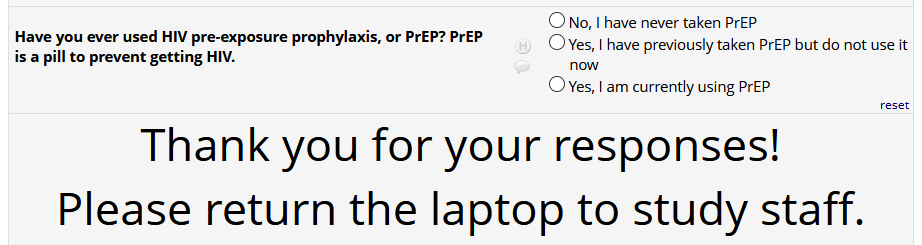 Have you ever used HIV pre-exposure prophylaxis, or PrEP? PrEP
is a pill to prevent getting HIV.
H
No, I have never taken PrEP
Yes, I have previously taken PrEP but do not use it
now
Yes, I am currently using PrEP
reset
Thank you for your responses!
Please return the laptop to study staff.